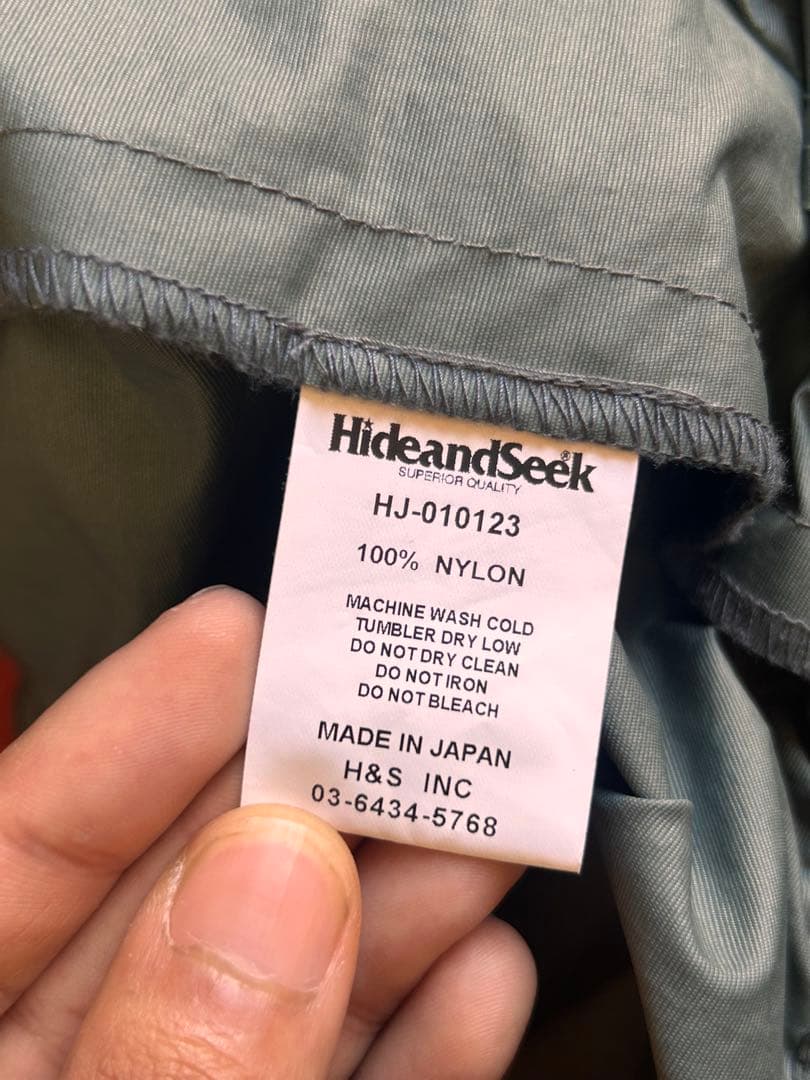 HideandSeek®
SUPERIOR QUALITY
HJ-010123
100% NYLON
MACHINE WASH COLD
TUMBLER DRY LOW
DO NOT DRY CLEAN
DO NOT IRON
DO NOT BLEACH
MADE IN JAPAN
H&S INC
03-6434-5768